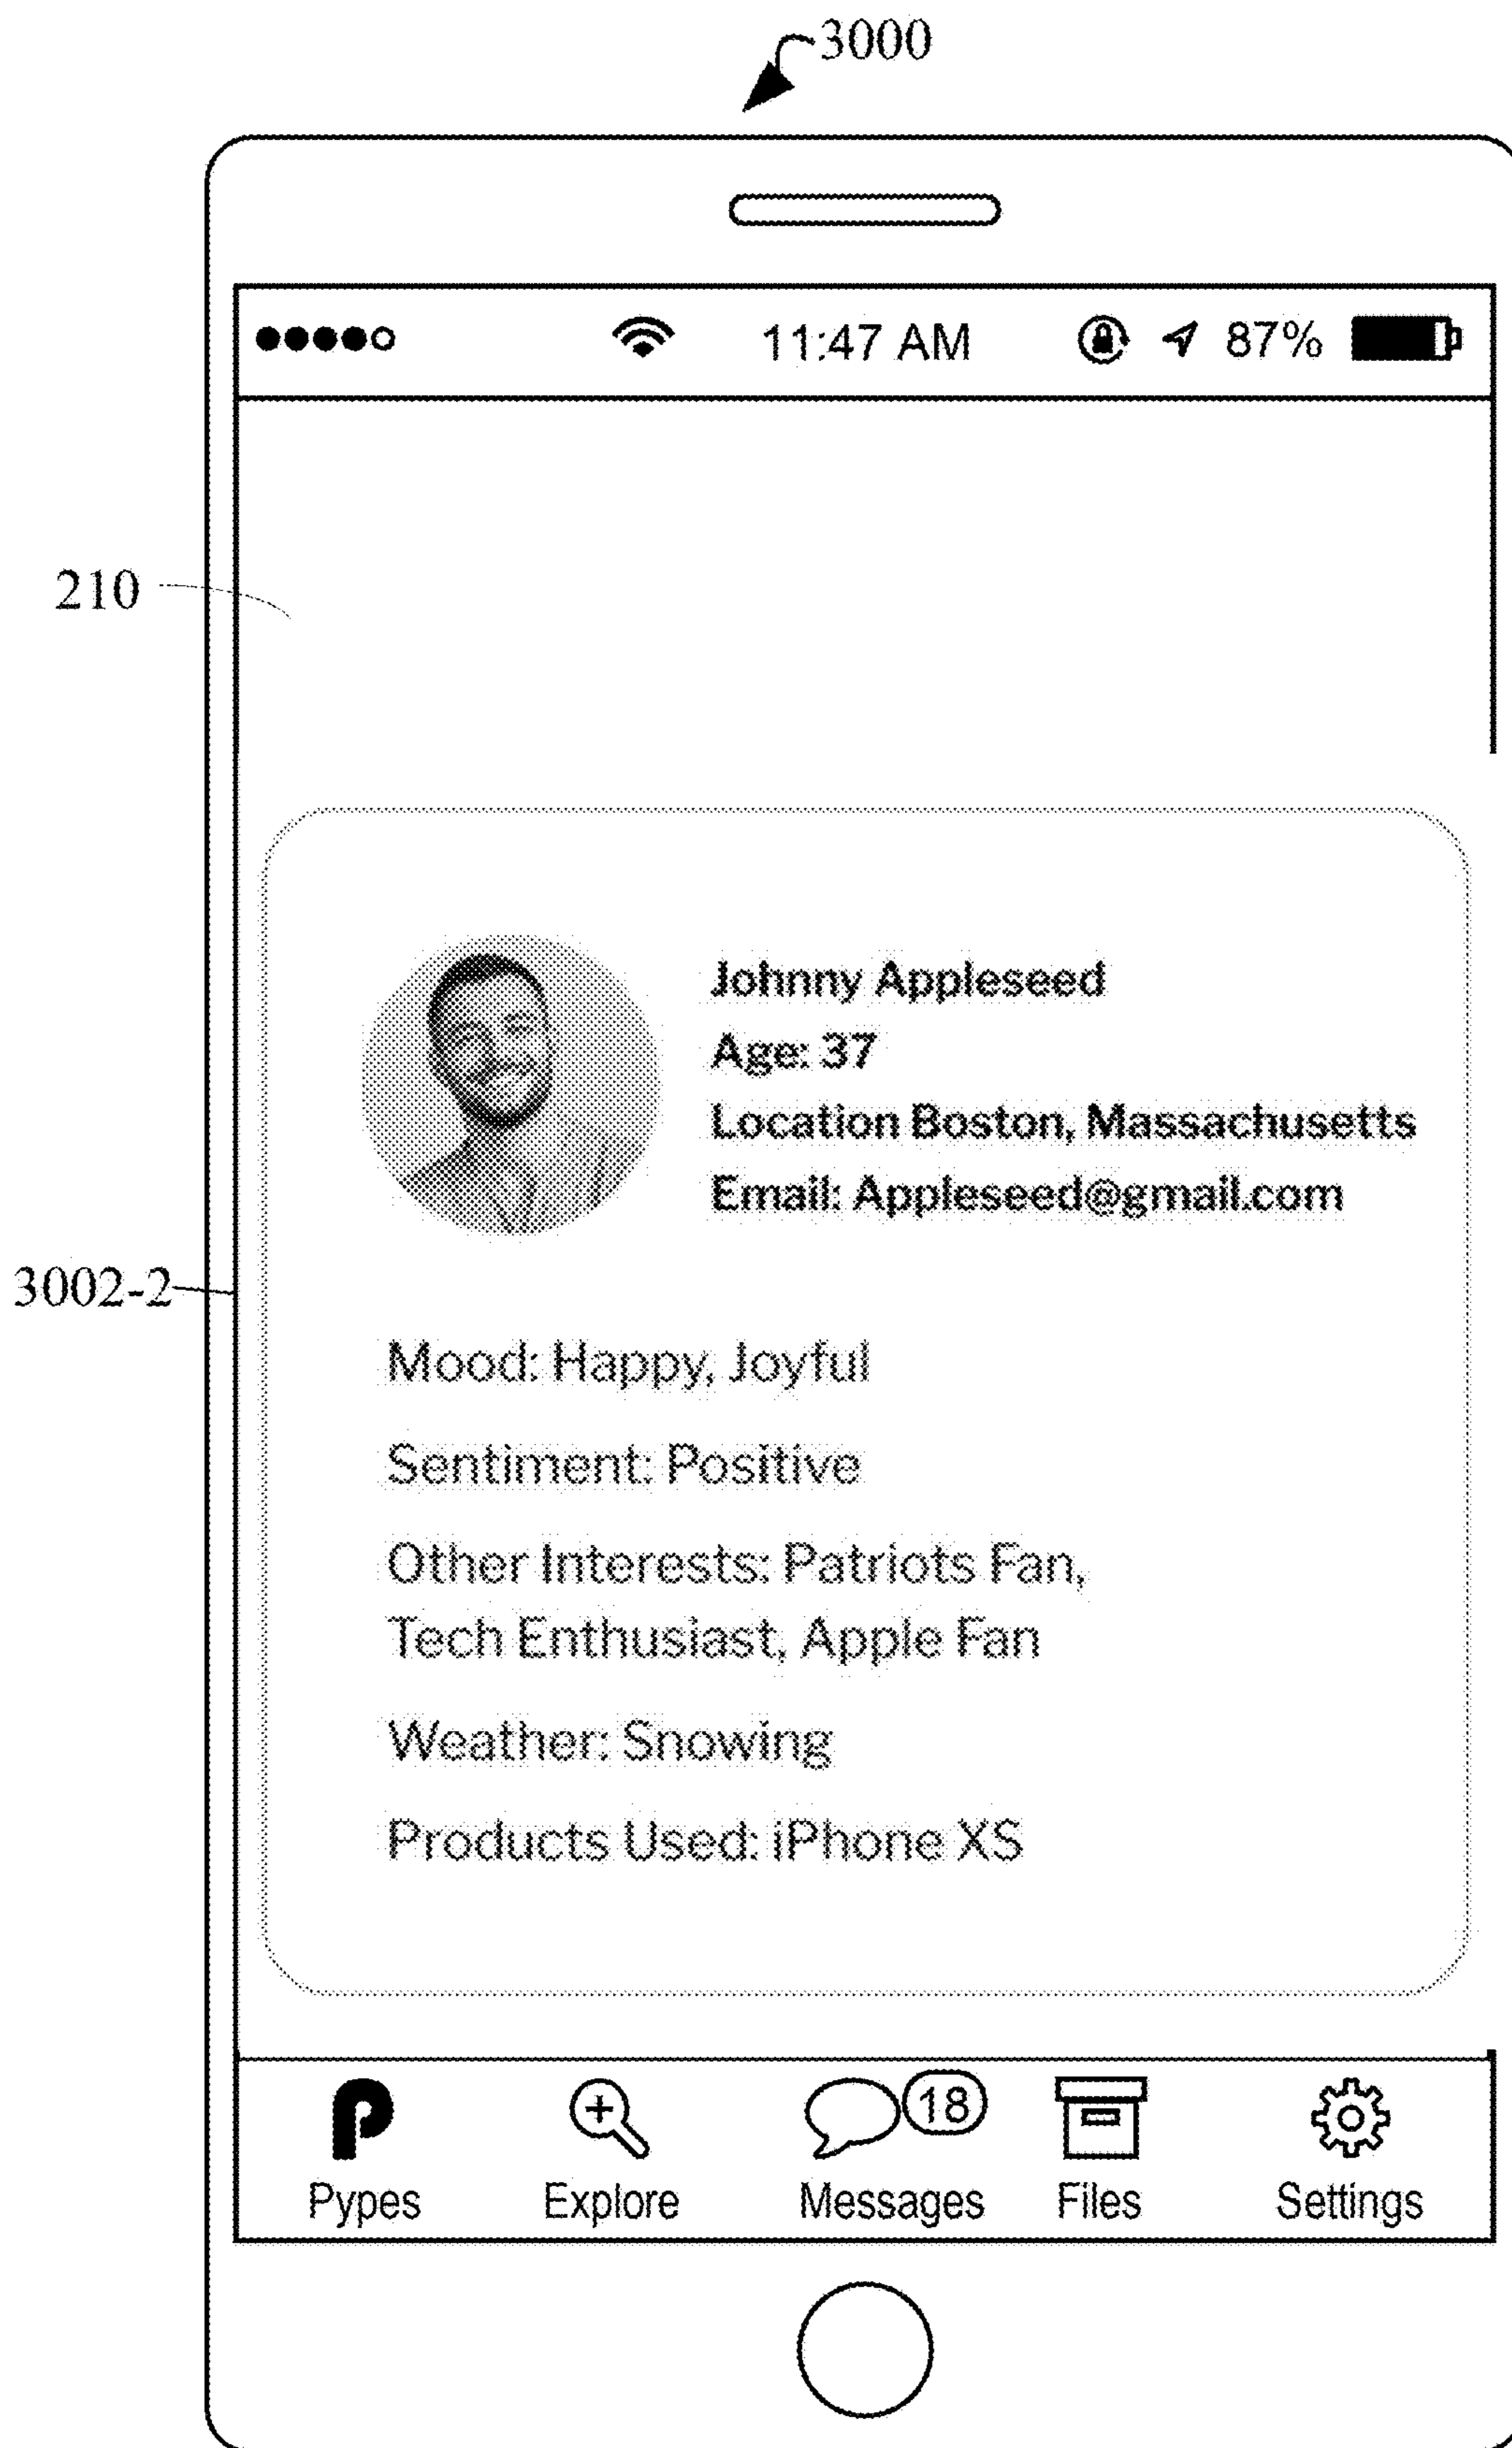 3000
11:47 AM 87%
210
Johnny Appleseed
Age: 37
Location Boston, Massachusetts
Email: Appleseed@gmail.com
3002-2
Mood: Happy, Joyful
Sentiment: Positive
Other Interests: Patriots Fan,
Tech Enthusiast, Apple Fan
Weather: Snowing
Products Used: iPhone XS
18
Pypes Explore Messages Files Settings